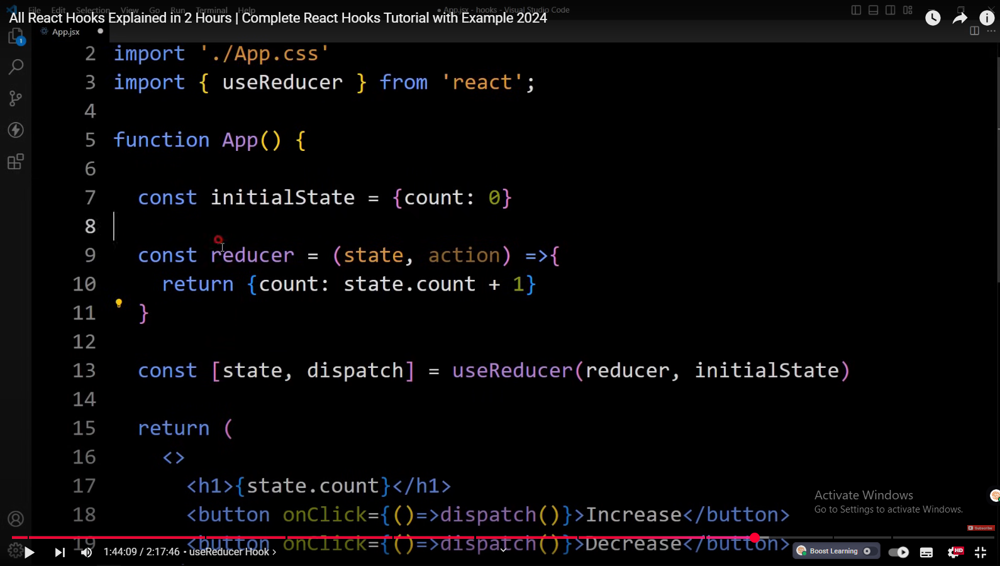 File Edit Selection View Go Run Terminal Help
● App.jsx - hooks - Visual Studio Code
All React Hooks Explained in 2 Hours | Complete React Hooks Tutorial with Example 2024
App.jsx
1
2 import './App.css'
3 import { useReducer } from 'react';
4
5 function App() {
6
7 const initialState = {count: 0}
8
9 const reducer = (state, action) =>{
10 return {count: state.count + 1}
11 }
12
13 const [state, dispatch] = useReducer(reducer, initialState)
14
15 return (
16 <>
17 <h1>{state.count}</h1>
18 <button onClick={()=>dispatch()}>Increase</button>
19 <button onClick={()=>dispatch()}>Decrease</button>
Activate Windows
Go to Settings to activate Windows.
Subscribe
1:44:09 / 2:17:46 • useReducer Hook >
Boost Learning
HD